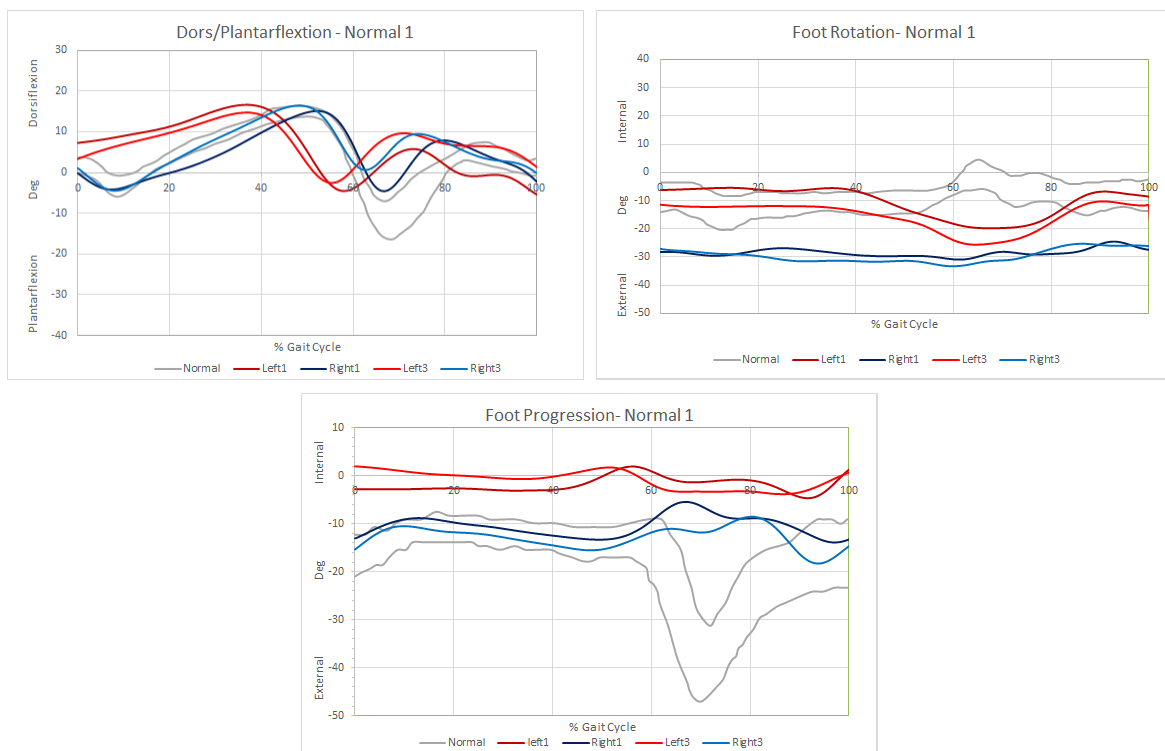 Dors/Plantarflextion - Normal 1
Dorsiflexion
Deg
Plantarflexion
30
20
10
0
-10
-20
-30
-40
0 20 40 60 80 100
% Gait Cycle
Normal Left1 Right1 Left3 Right3
Foot Rotation- Normal 1
Internal
Deg
External
40
30
20
10
0
-10
-20
-30
-40
-50
0 20 40 60 80 100
% Gait Cycle
Normal Left1 Right1 Left3 Right3
Foot Progression- Normal 1
Internal
Deg
External
10
0
-10
-20
-30
-40
-50
0 20 40 60 80 100
% Gait Cycle
Normal left1 Right1 Left3 Right3